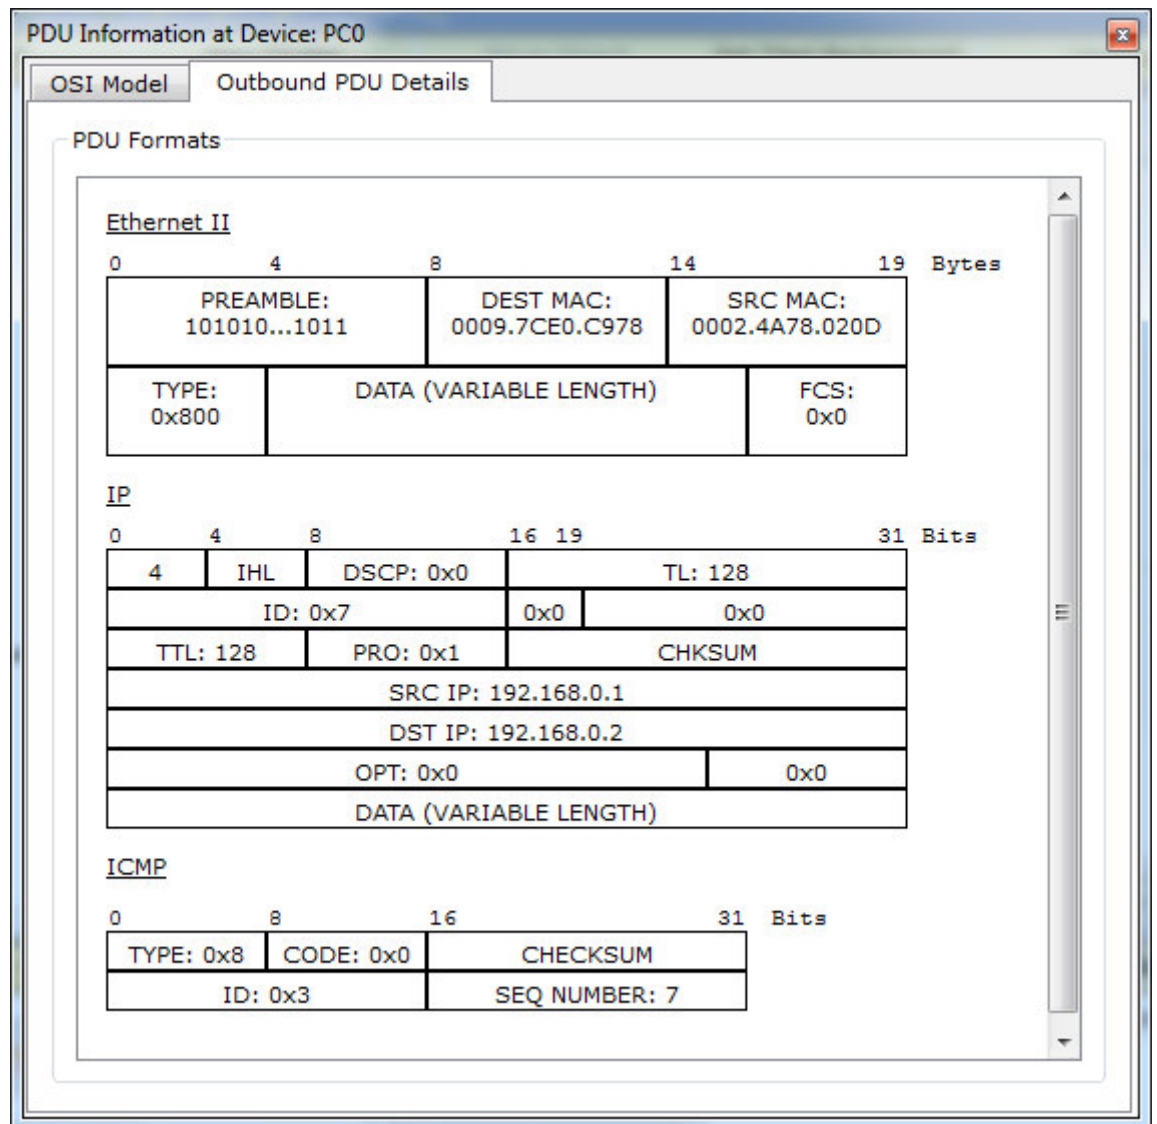 PDU Information at Device: PC0
OSI Model Outbound PDU Details
PDU Formats
Ethernet II
0 4 8 14 19 Bytes
PREAMBLE: DEST MAC: SRC MAC:
101010...1011 0009.7CE0.C978 0002.4A78.020D
TYPE: DATA (VARIABLE LENGTH) FCS:
0x800 0x0
IP
0 4 8 16 19 31 Bits
4 IHL DSCP: 0x0 TL: 128
ID: 0x7 0x0 0x0
TTL: 128 PRO: 0x1 CHKSUM
SRC IP: 192.168.0.1
DST IP: 192.168.0.2
OPT: 0x0 0x0
DATA (VARIABLE LENGTH)
ICMP
0 8 16 31 Bits
TYPE: 0x8 CODE: 0x0 CHECKSUM
ID: 0x3 SEQ NUMBER: 7